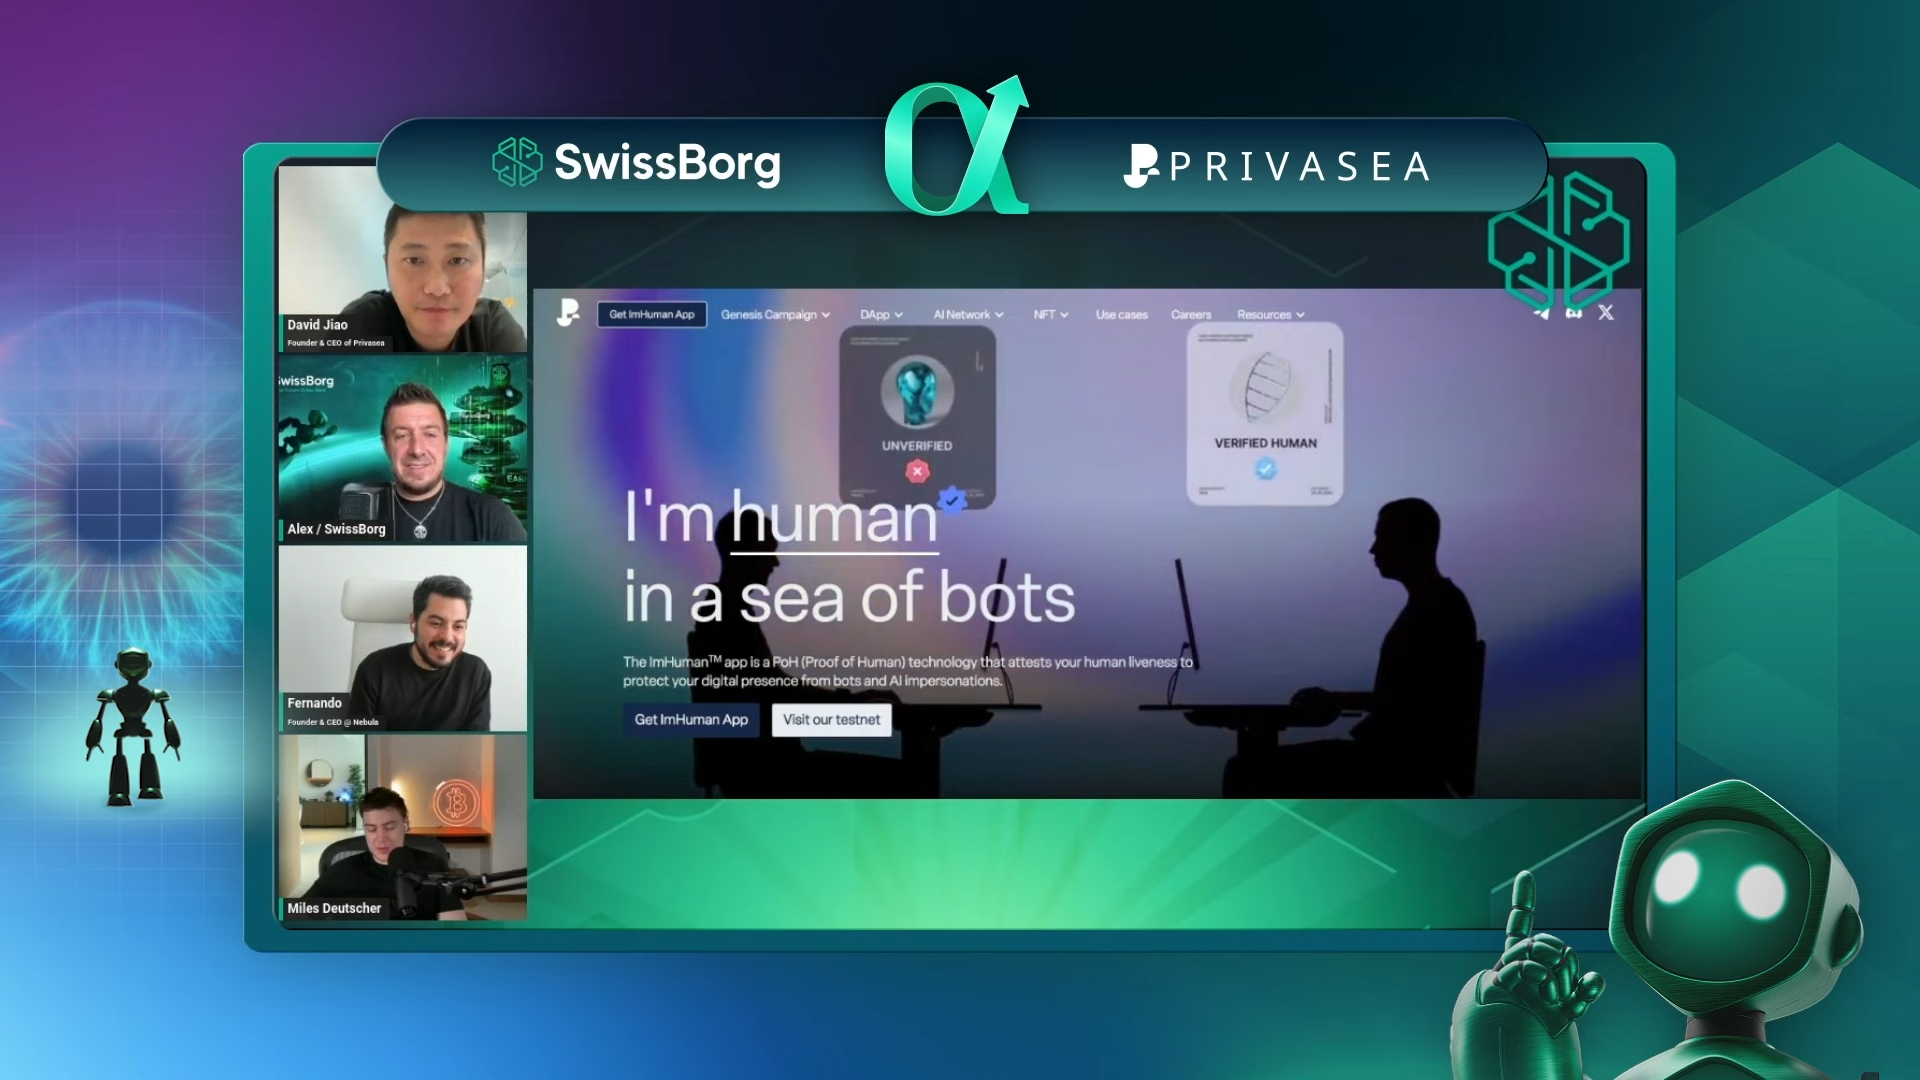 SwissBorg
PRIVASEA
David Jiao
Founder & CEO of Privasea
SwissBorg
Alex / SwissBorg
Fernando
Founder & CEO @ Nebula
Miles Deutscher
Get ImHuman App
Genesis Campaign
DApp
AI Network
NFT
Use cases
Careers
Resources
UNVERIFIED
VERIFIED HUMAN
I'm human
in a sea of bots
The ImHuman™ app is a PoH (Proof of Human) technology that attests your human liveness to
protect your digital presence from bots and AI impersonations.
Get ImHuman App
Visit our testnet